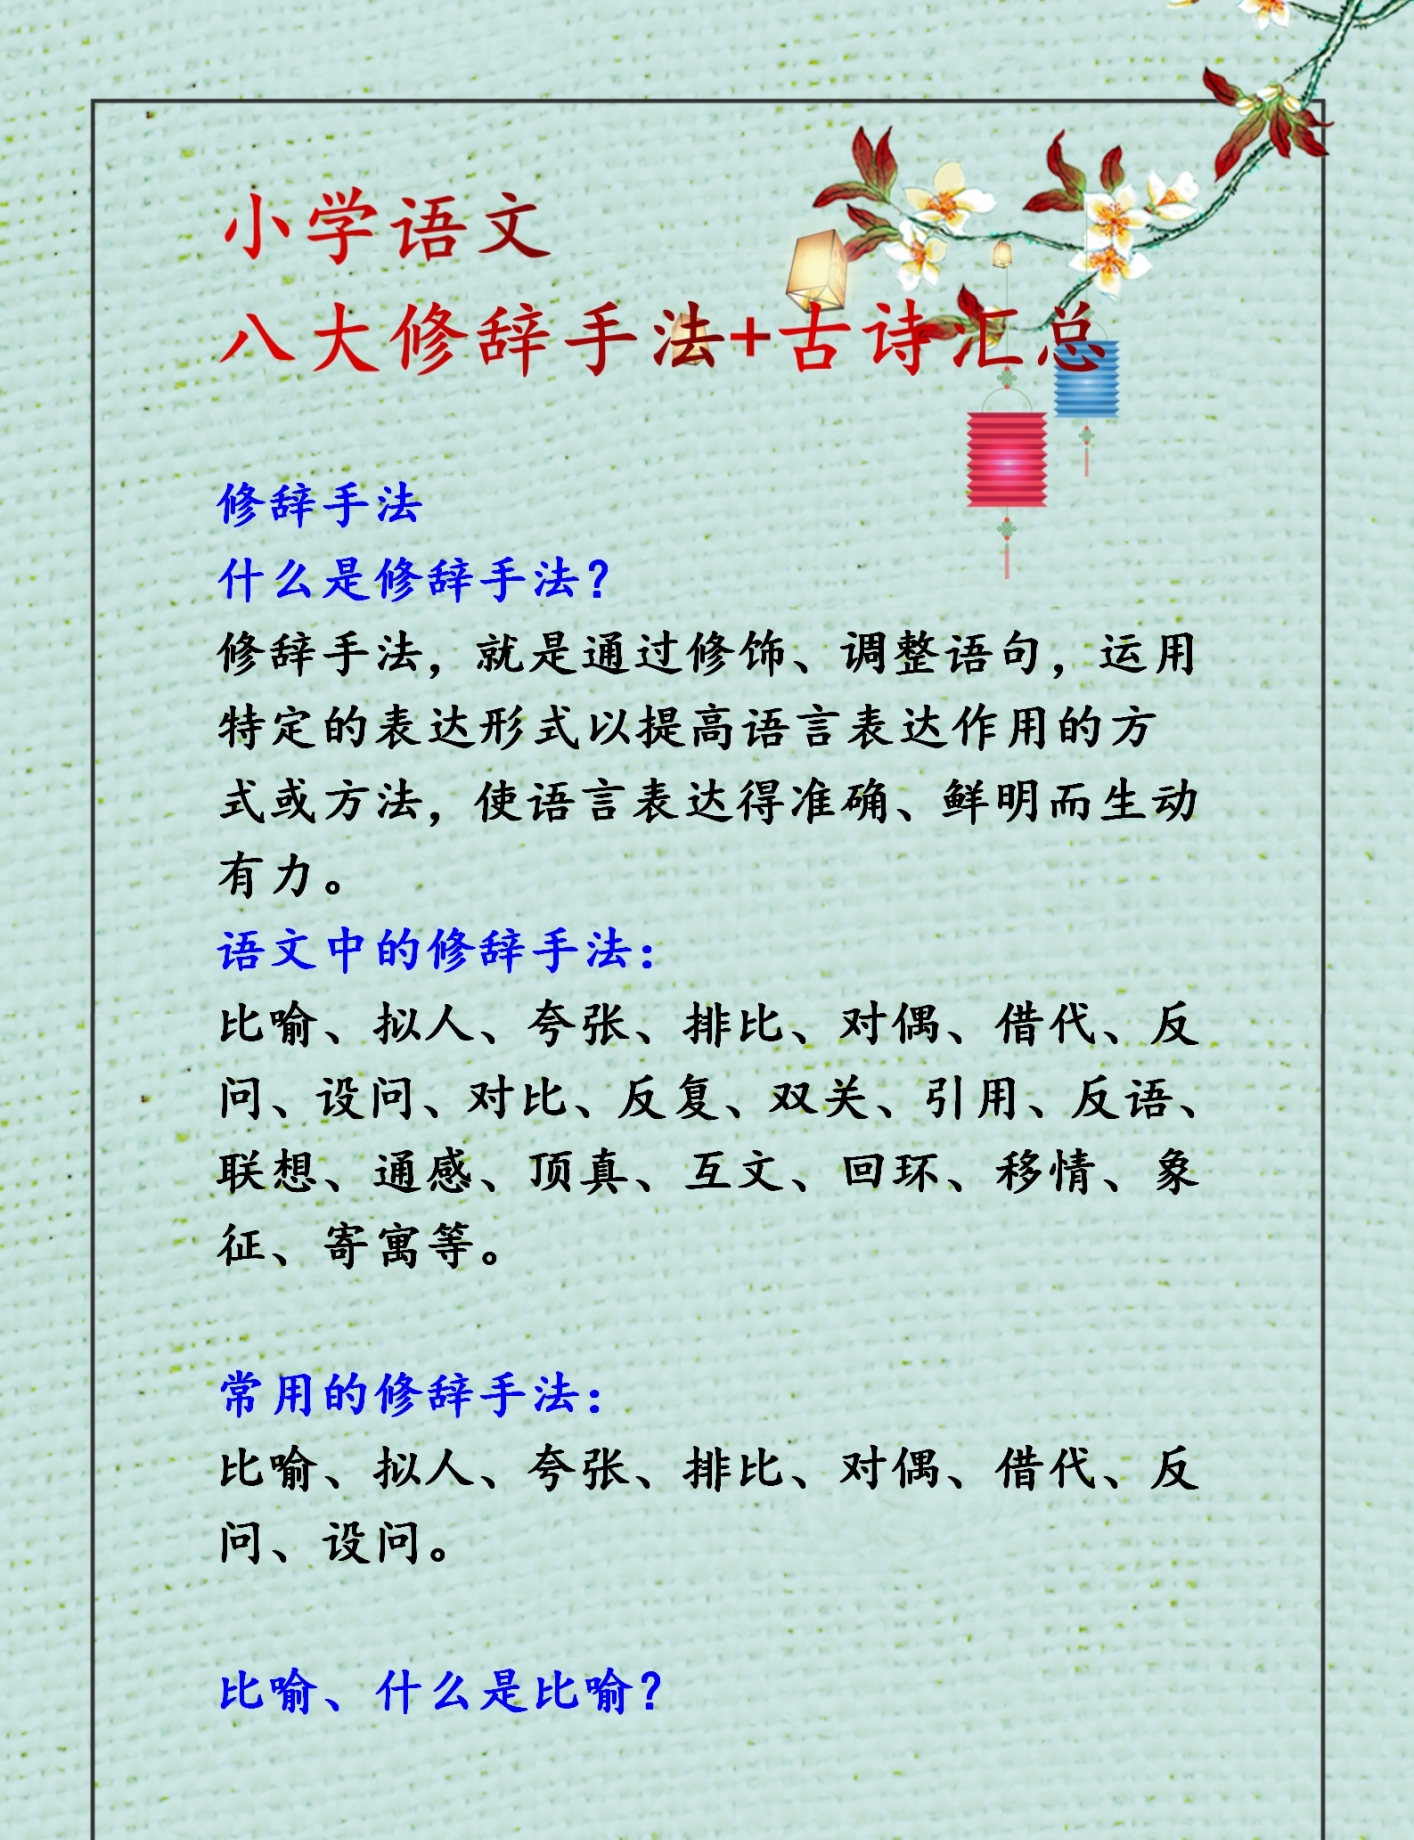 小学语文
八大修辞手法+古诗汇总
修辞手法
什么是修辞手法？
修辞手法，就是通过修饰、调整语句，运用
特定的表达形式以提高语言表达作用的方
式或方法，使语言表达得准确、鲜明而生动
有力。
语文中的修辞手法：
比喻、拟人、夸张、排比、对偶、借代、反
问、设问、对比、反复、双关、引用、反语、
联想、通感、顶真、互文、回环、移情、象
征、寄寓等。
常用的修辞手法：
比喻、拟人、夸张、排比、对偶、借代、反
问、设问。
比喻、什么是比喻？